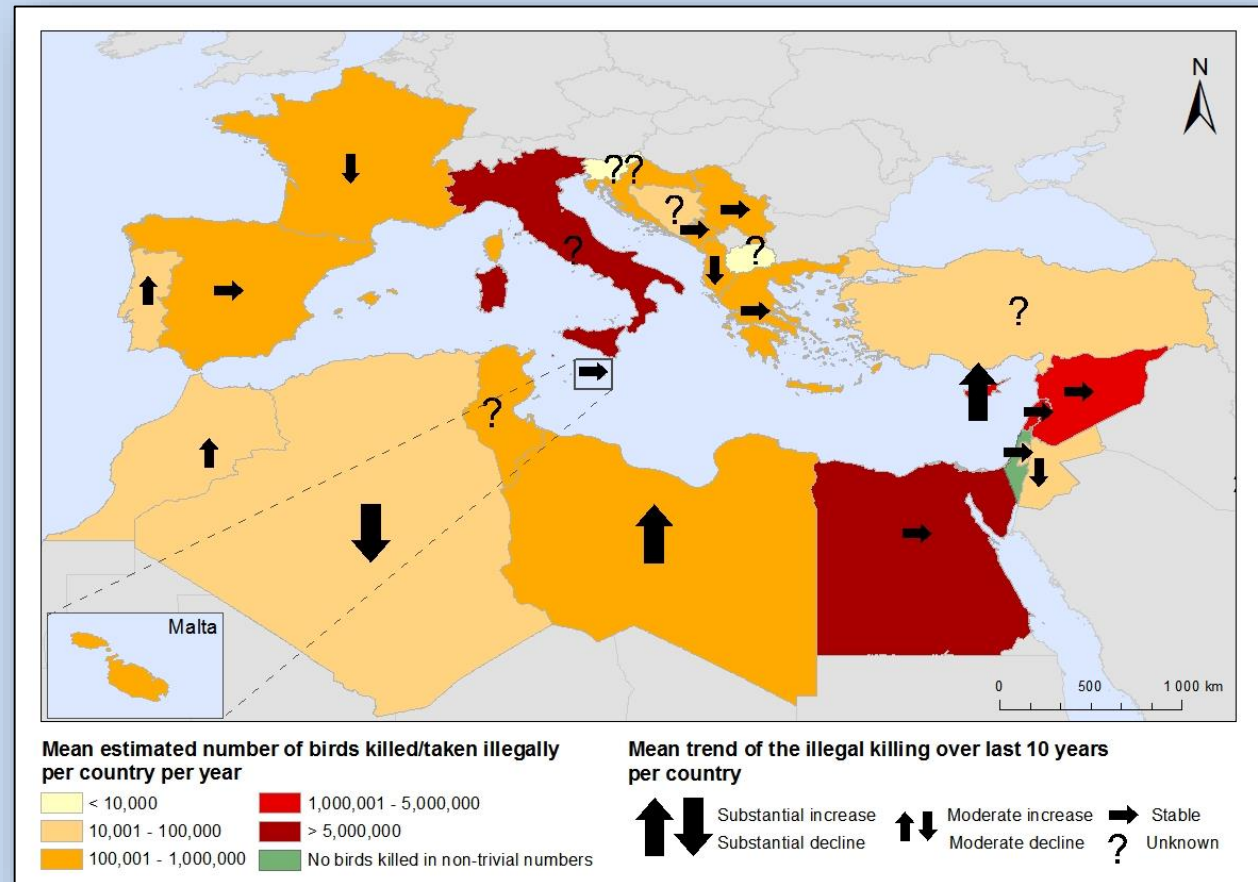 N
?
?
?
?
?
?
?
Malta
0 500 1 000 km
Mean estimated number of birds killed/taken illegally
per country per year
< 10,000
10,001 - 100,000
100,001 - 1,000,000
1,000,001 - 5,000,000
> 5,000,000
No birds killed in non-trivial numbers
Mean trend of the illegal killing over last 10 years
per country
Substantial increase
Substantial decline
Moderate increase
Moderate decline
Stable
? Unknown